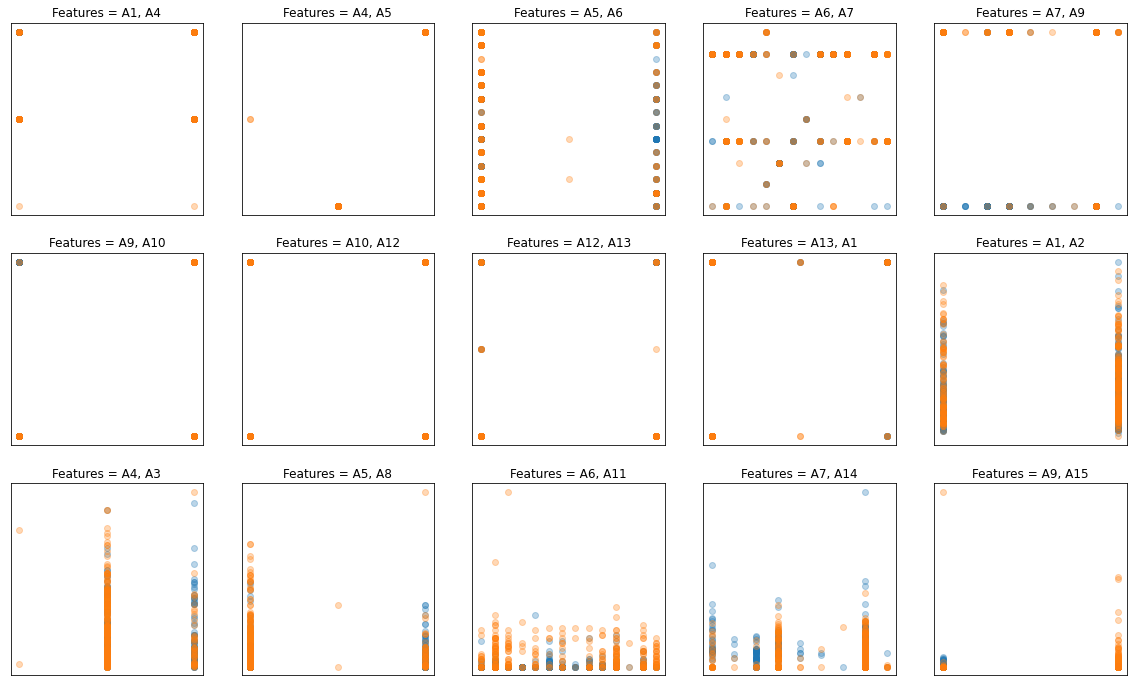 Features = A1, A4
Features = A4, A5
Features = A5, A6
Features = A6, A7
Features = A7, A9
Features = A9, A10
Features = A10, A12
Features = A12, A13
Features = A13, A1
Features = A1, A2
Features = A4, A3
Features = A5, A8
Features = A6, A11
Features = A7, A14
Features = A9, A15